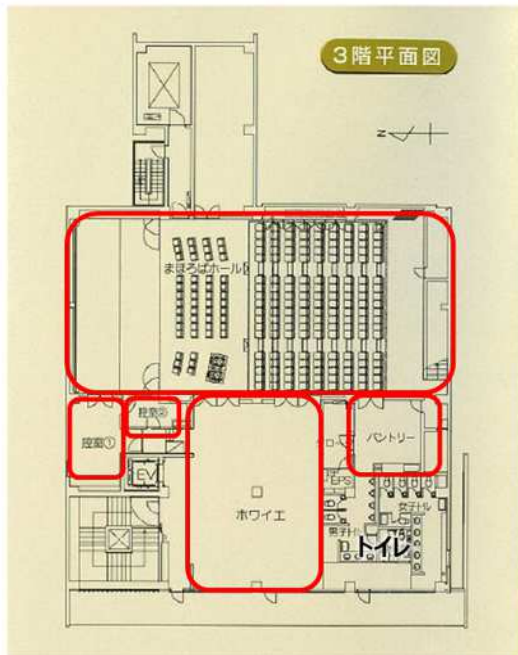 3階平面図
N
まほろばホール
控室②
控室①
パントリー
EV
EPS
ホワイエ
女子トイレ
男子トイレ
トイレ